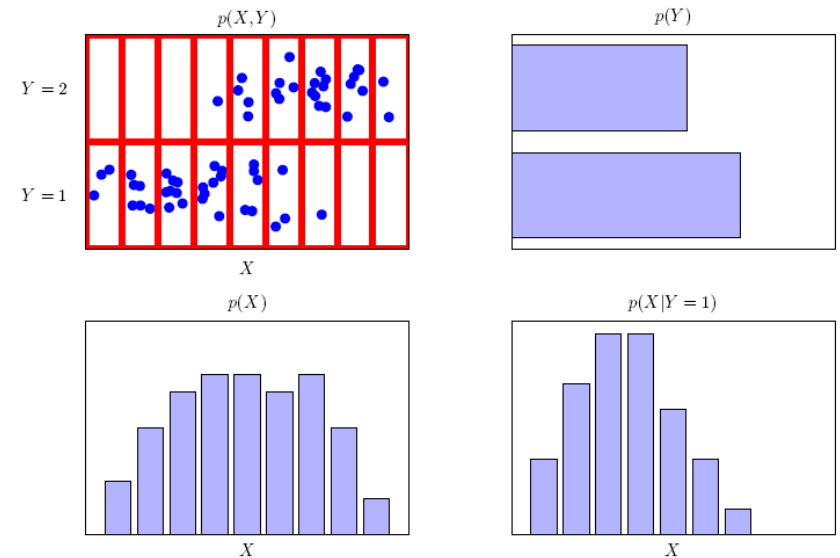 p(X,Y)
p(Y)
Y = 2
Y = 1
X
p(X)
p(X|Y = 1)
X
X